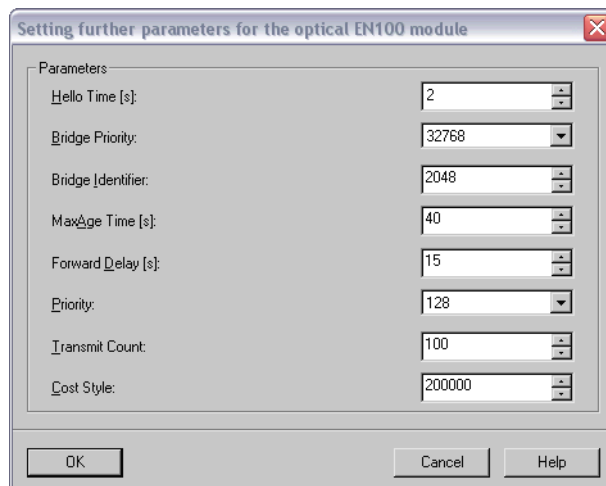 Setting further parameters for the optical EN100 module
Parameters
Hello Time [s]: 2
Bridge Priority: 32768
Bridge Identifier: 2048
MaxAge Time [s]: 40
Forward Delay [s]: 15
Priority: 128
Transmit Count: 100
Cost Style: 200000
OK Cancel Help